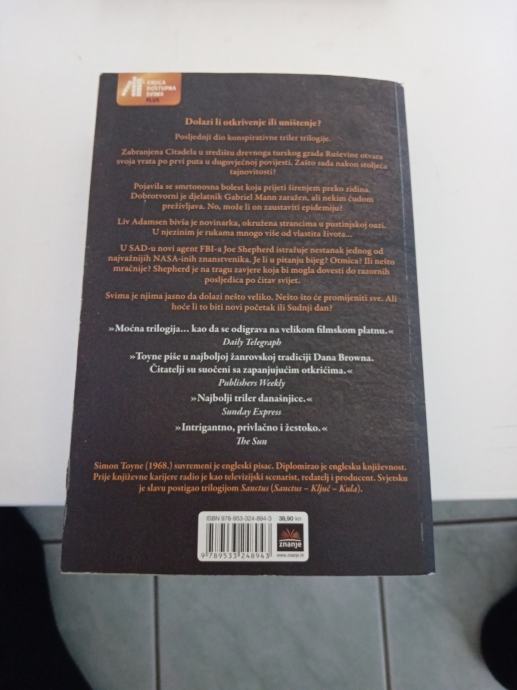 KNJIGA
DOSTUPNA
SVIMA
PLUS
Dolazi li otkrivenje ili uništenje?
Posljednji dio konspirativne triler trilogije.
Zabranjena Citadela u središtu drevnoga turskog grada Ruševine otvara
svoja vrata po prvi puta u dugovječnoj povijesti. Zašto sada nakon stoljeća
tajnovitosti?
Pojavila se smrtonosna bolest koja prijeti širenjem preko zidina.
Dobrotvorni je djelatnik Gabriel Mann zaražen, ali nekim čudom
preživljava. No, može li on zaustaviti epidemiju?
Liv Adamsen bivša je novinarka, okružena strancima u pustinjskoj oazi.
U njezinim je rukama mnogo više od vlastita života...
U SAD-u novi agent FBI-a Joe Shepherd istražuje nestanak jednog od
najvažnijih NASA-inih znanstvenika. Je li u pitanju bijeg? Otmica? Ili nešto
mračnije? Shepherd je na tragu zavjere koja bi mogla dovesti do razornih
posljedica po čitav svijet.
Svima je njima jasno da dolazi nešto veliko. Nešto što će promijeniti sve. Ali
hoće li to biti novi početak ili Sudnji dan?
»Moćna trilogija... kao da se odigrava na velikom filmskom platnu.«
Daily Telegraph
»Toyne piše u najboljoj žanrovskoj tradiciji Dana Browna.
Čitatelji su suočeni sa zapanjujućim otkrićima.«
Publishers Weekly
»Najbolji triler današnjice.«
Sunday Express
»Intrigantno, privlačno i žestoko.«
The Sun
Simon Toyne (1968.) suvremeni je engleski pisac. Diplomirao je englesku književnost.
Prije književne karijere radio je kao televizijski scenarist, redatelj i producent. Svjetsku
je slavu postigao trilogijom Sanctus (Sanctus – Ključ – Kula).
ISBN 978-953-324-894-3
38,90 kn
9 789533 248943
znanje
www.znanje.hr